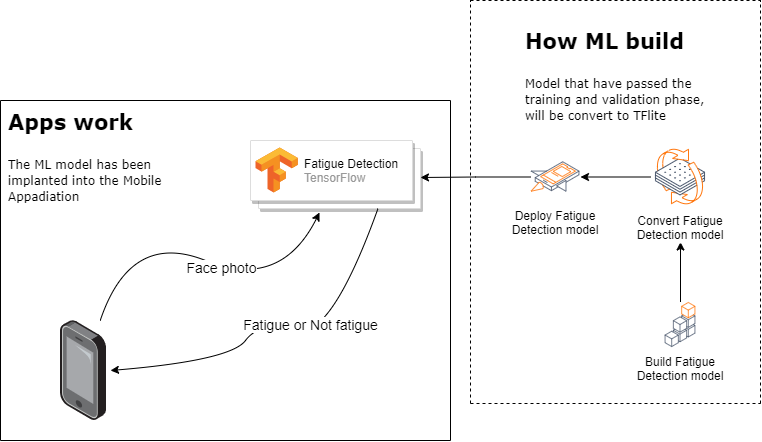 How ML build
Model that have passed the
training and validation phase,
will be convert to TFlite
Apps work
The ML model has been
implanted into the Mobile
Appadiation
Fatigue Detection
TensorFlow
Deploy Fatigue
Detection model
Convert Fatigue
Detection model
Face photo
Fatigue or Not fatigue
Build Fatigue
Detection model